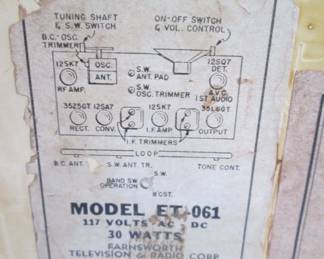 TUNING SHAFT
& S.W. SWITCH
ON-OFF SWITCH
& VOL. CONTROL
B.C. OSC.
TRIMMER
12SK7
OSC.
ANT.
RF AMP.
S.W.
ANT. PAD
S.W.
OSC. TRIMMER
12SQ7
DET.
A.V.C.
1ST AUDIO
35Z5GT
12SA7
12SK7
35L6GT
RECT.
CONV.
I.F. AMP.
OUTPUT
I.F. TRIMMERS
LOOP
B.C. ANT.
S.W. ANT. TR.
TONE CONT.
S.W.
BAND SW
OPERATION
B'CST.
MODEL ET-061
117 VOLTS AC DC
30 WATTS
FARNSWORTH
TELEVISION & RADIO CORP